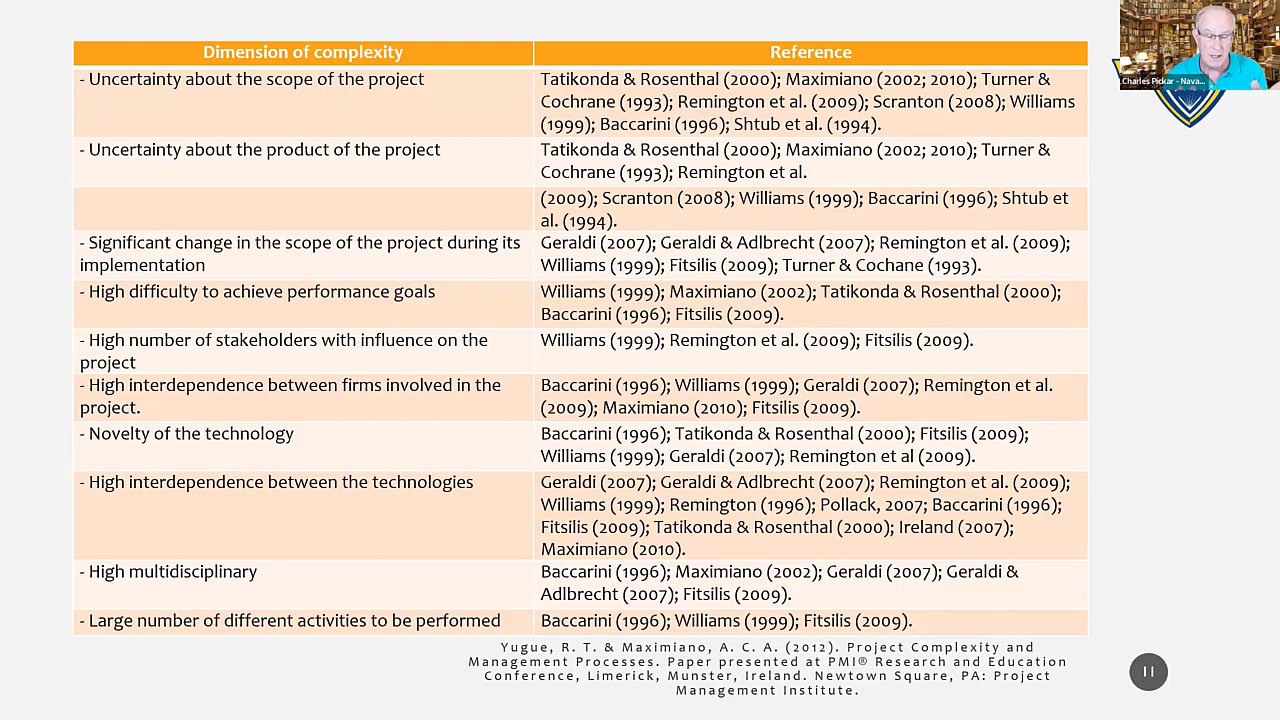 Dimension of complexity
Reference
- Uncertainty about the scope of the project
Tatikonda & Rosenthal (2000); Maximiano (2002; 2010); Turner &
Cochrane (1993); Remington et al. (2009); Scranton (2008); Williams
(1999); Baccarini (1996); Shtub et al. (1994).
- Uncertainty about the product of the project
Tatikonda & Rosenthal (2000); Maximiano (2002; 2010); Turner &
Cochrane (1993); Remington et al.
(2009); Scranton (2008); Williams (1999); Baccarini (1996); Shtub et
al. (1994).
- Significant change in the scope of the project during its
implementation
Geraldi (2007); Geraldi & Adlbrecht (2007); Remington et al. (2009);
Williams (1999); Fitsilis (2009); Turner & Cochane (1993).
- High difficulty to achieve performance goals
Williams (1999); Maximiano (2002); Tatikonda & Rosenthal (2000);
Baccarini (1996); Fitsilis (2009).
- High number of stakeholders with influence on the
project
Williams (1999); Remington et al. (2009); Fitsilis (2009).
- High interdependence between firms involved in the
project.
Baccarini (1996); Williams (1999); Geraldi (2007); Remington et al.
(2009); Maximiano (2010); Fitsilis (2009).
- Novelty of the technology
Baccarini (1996); Tatikonda & Rosenthal (2000); Fitsilis (2009);
Williams (1999); Geraldi (2007); Remington et al (2009).
- High interdependence between the technologies
Geraldi (2007); Geraldi & Adlbrecht (2007); Remington et al. (2009);
Williams (1999); Remington (1996); Pollack, 2007; Baccarini (1996);
Fitsilis (2009); Tatikonda & Rosenthal (2000); Ireland (2007);
Maximiano (2010).
- High multidisciplinary
Baccarini (1996); Maximiano (2002); Geraldi (2007); Geraldi &
Adlbrecht (2007); Fitsilis (2009).
- Large number of different activities to be performed
Baccarini (1996); Williams (1999); Fitsilis (2009).
Yugue, R. T. & Maximiano, A. C. A. (2012). Project Complexity and
Management Processes. Paper presented at PMI® Research and Education
Conference, Limerick, Munster, Ireland. Newtown Square, PA: Project
Management Institute.
11
Charles Pickar - Nava...